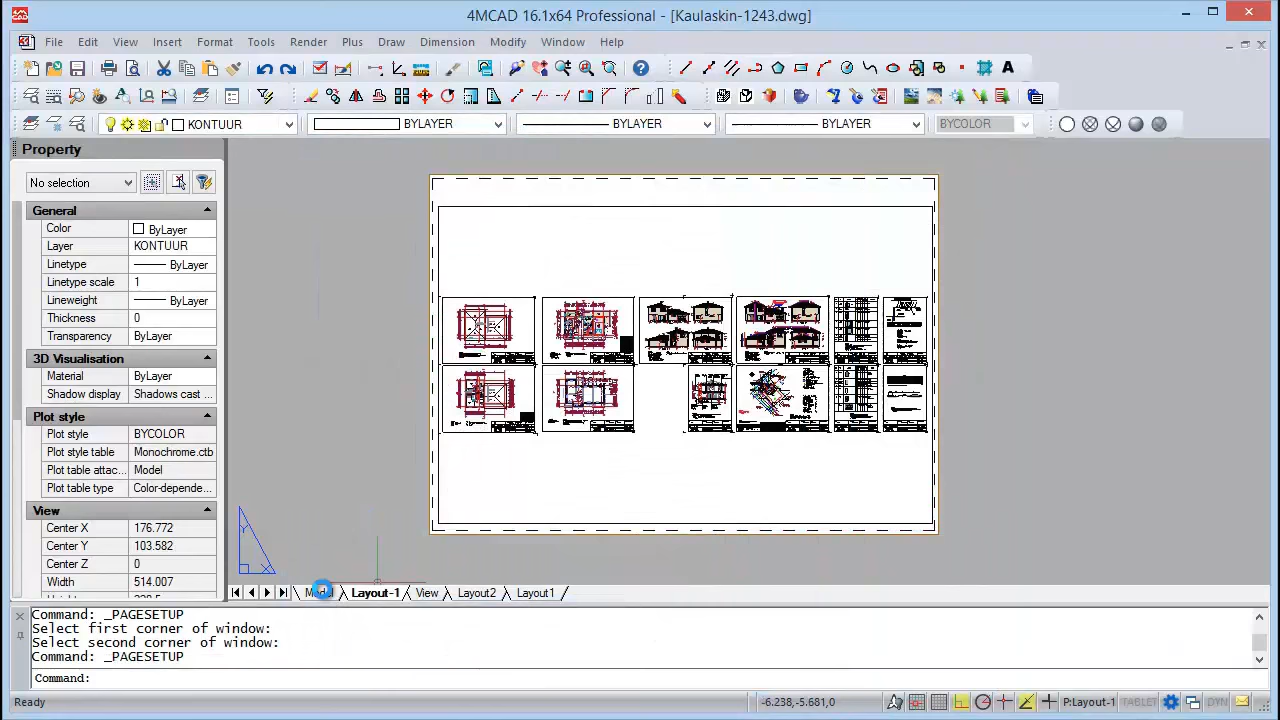 4MCAD 16.1x64 Professional - [Kaulaskin-1243.dwg]
File Edit View Insert Format Tools Render Plus Draw Dimension Modify Window Help
KONTUUR BYLAYER BYLAYER BYLAYER BYCOLOR
Property
No selection
General
Color ByLayer
Layer KONTUUR
Linetype ByLayer
Linetype scale 1
Lineweight ByLayer
Thickness 0
Transparency ByLayer
3D Visualisation
Material ByLayer
Shadow display Shadows cast ...
Plot style
Plot style BYCOLOR
Plot style table Monochrome.ctb
Plot table attac... Model
Plot table type Color-depende...
View
Center X 176.772
Center Y 103.582
Center Z 0
Width 514.007
Model Layout-1 View Layout2 Layout1
Command: _PAGESETUP
Select first corner of window:
Select second corner of window:
Command: _PAGESETUP
Command:
Ready -6.238,-5.681,0 P:Layout-1 TABLET DYN